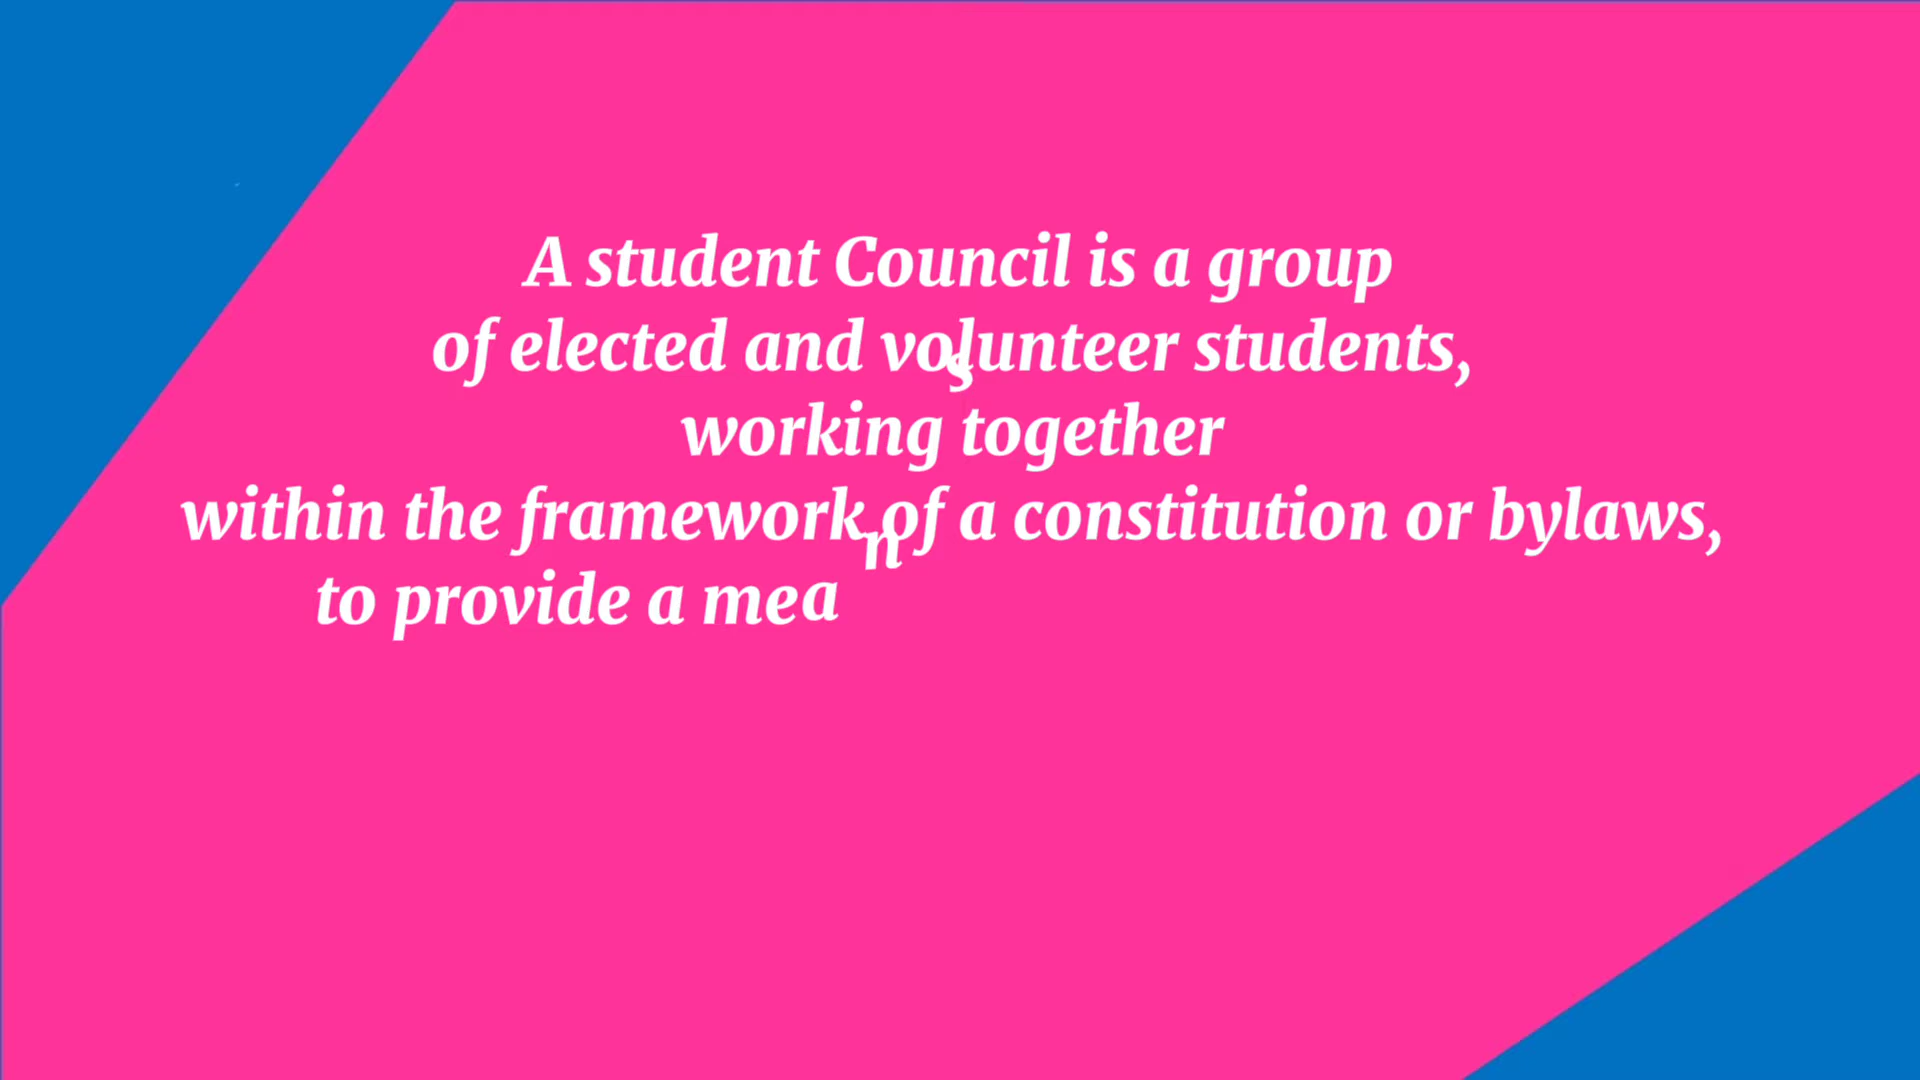 A student Council is a group
of elected and volunteer students,
working together
within the framework of a constitution or bylaws,
to provide a means